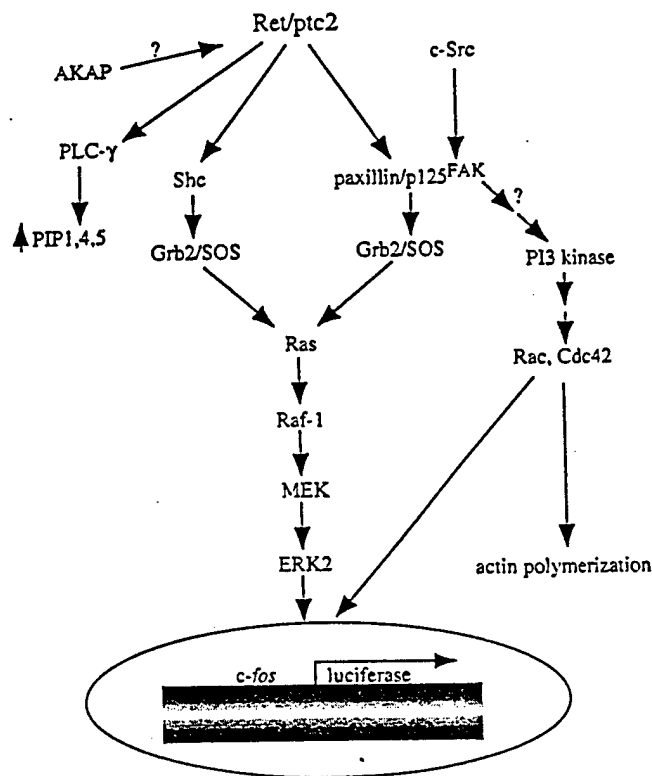 Ret/ptc2
?
AKAP
c-Src
PLC-γ
Shc
paxillin/p125FAK
?
PIP1,4,5
Grb2/SOS
Grb2/SOS
PI3 kinase
Ras
Rac, Cdc42
Raf-1
MEK
ERK2
actin polymerization
c-fos
luciferase